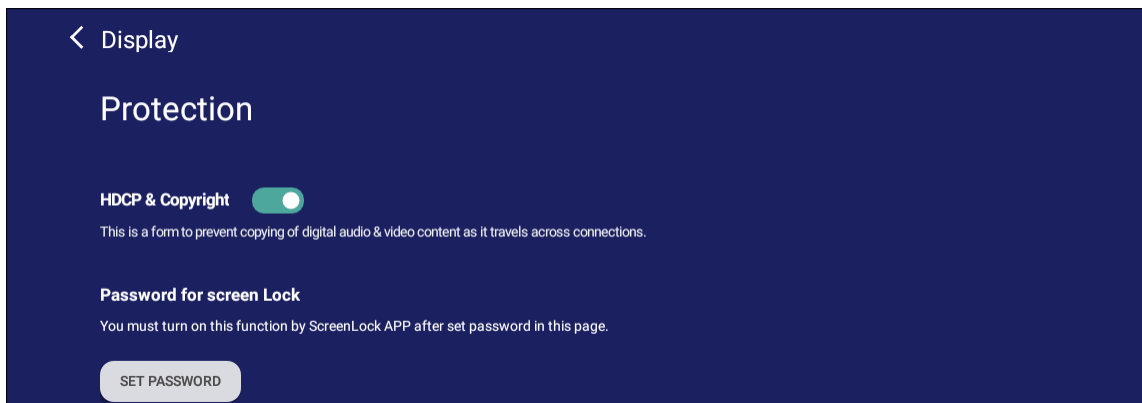 Display
Protection
HDCP & Copyright
This is a form to prevent copying of digital audio & video content as it travels across connections.
Password for screen Lock
You must turn on this function by ScreenLock APP after set password in this page.
SET PASSWORD